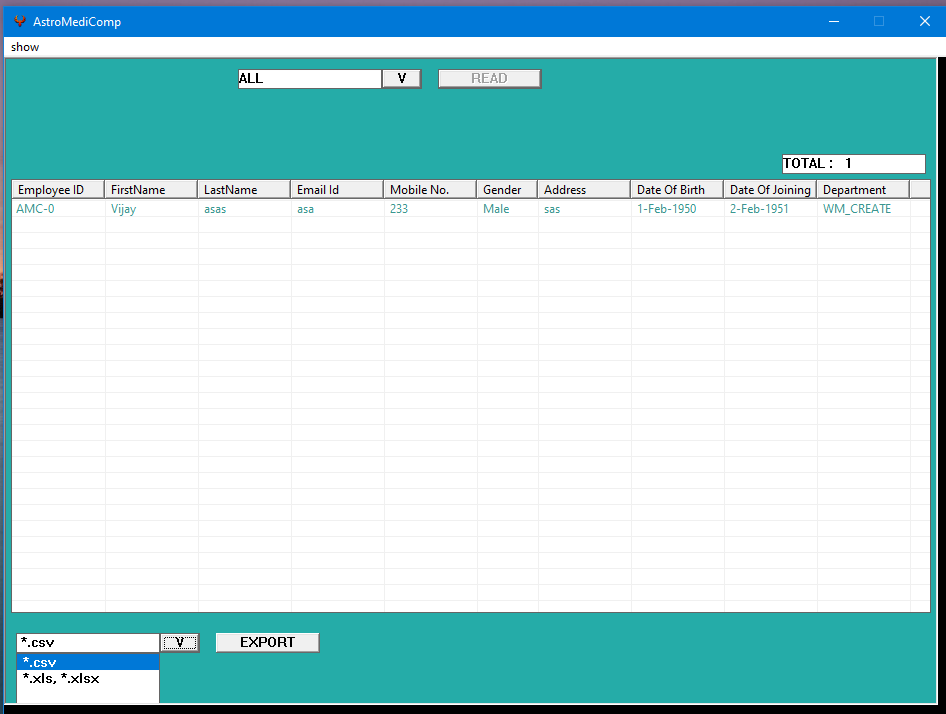 AstroMediComp
show
ALL V READ
TOTAL : 1
Employee ID FirstName LastName Email Id Mobile No. Gender Address Date Of Birth Date Of Joining Department
AMC-0 Vijay asas asa 233 Male sas 1-Feb-1950 2-Feb-1951 WM_CREATE
*.csv V EXPORT
*.csv
*.xls, *.xlsx